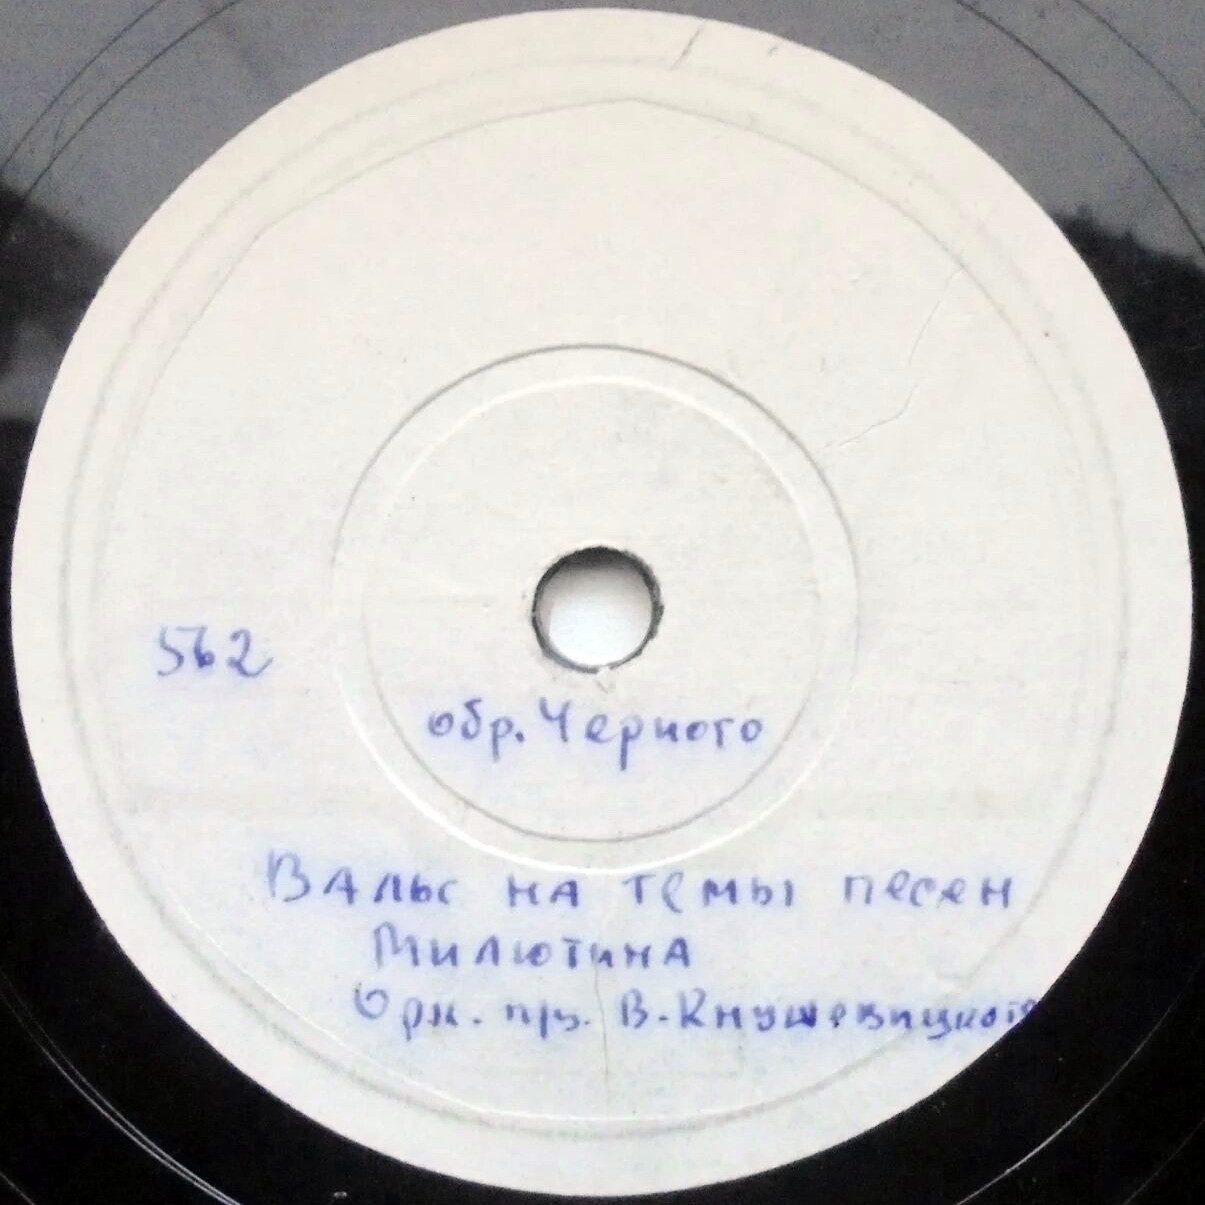 562
обр. Черного
Вальс на темы песен
Милютина
Орк. п/у. В. Кнушевицкого